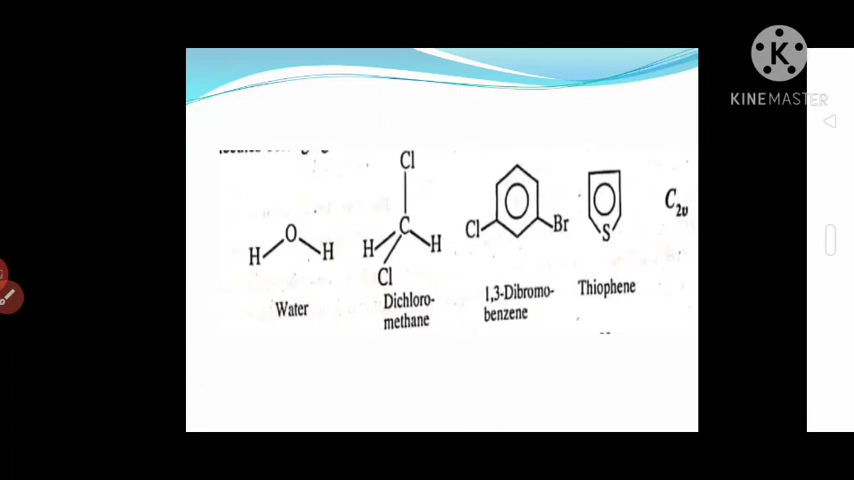 KINEMASTER
Cl
H O H
H C H
Cl
Cl Br
S
C2v
Water
Dichloro-
methane
1,3-Dibromo-
benzene
Thiophene